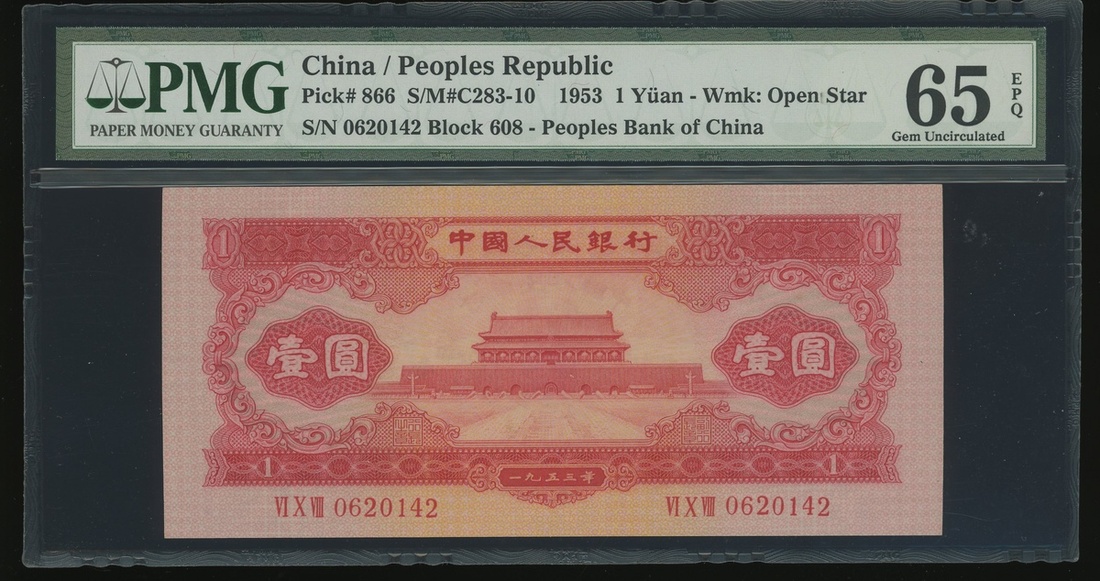 PMG
PAPER MONEY GUARANTY
China / Peoples Republic
Pick# 866 S/M#C283-10 1953 1 Yüan - Wmk: Open Star
S/N 0620142 Block 608 - Peoples Bank of China
65 EPQ
Gem Uncirculated
1 中國人民銀行 1
壹圓 壹圓
1 一九五三年 1
VI X VIII 0620142 VI X VIII 0620142